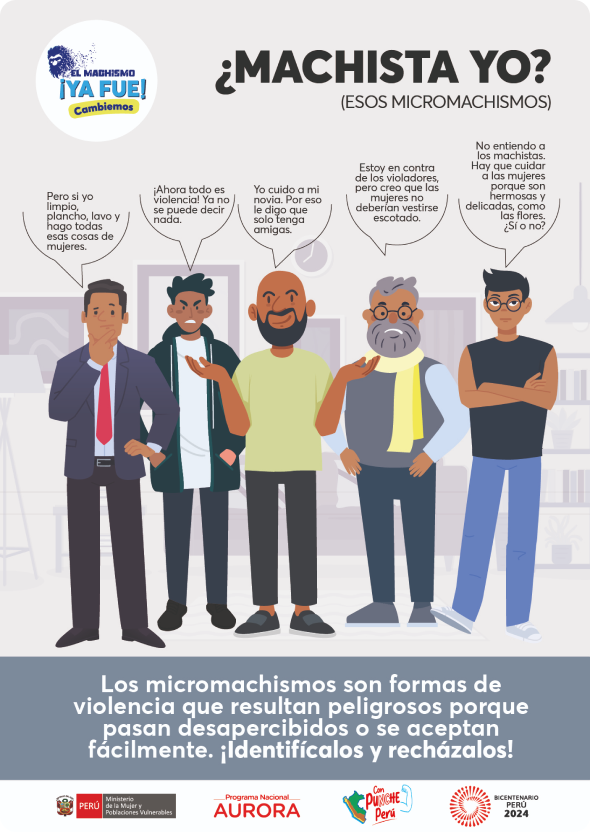 EL MACHISMO
¡YA FUE!
Cambiemos
¿MACHISTA YO?
(ESOS MICROMACHISMOS)
Pero si yo
limpio,
plancho, lavo y
hago todas
esas cosas de
mujeres.
¡Ahora todo es
violencia! Ya no
se puede decir
nada.
Yo cuido a mi
novia. Por eso
le digo que
solo tenga
amigas.
Estoy en contra
de los violadores,
pero creo que las
mujeres no
deberían vestirse
escotado.
No entiendo a
los machistas.
Hay que cuidar
a las mujeres
porque son
hermosas y
delicadas, como
las flores.
¿Sí o no?
Los micromachismos son formas de
violencia que resultan peligrosos porque
pasan desapercibidos o se aceptan
fácilmente. ¡Identifícalos y recházalos!
PERÚ
Ministerio
de la Mujer y
Poblaciones Vulnerables
Programa Nacional
AURORA
Con
PUNCHE
Perú
BICENTENARIO
PERÚ
2024